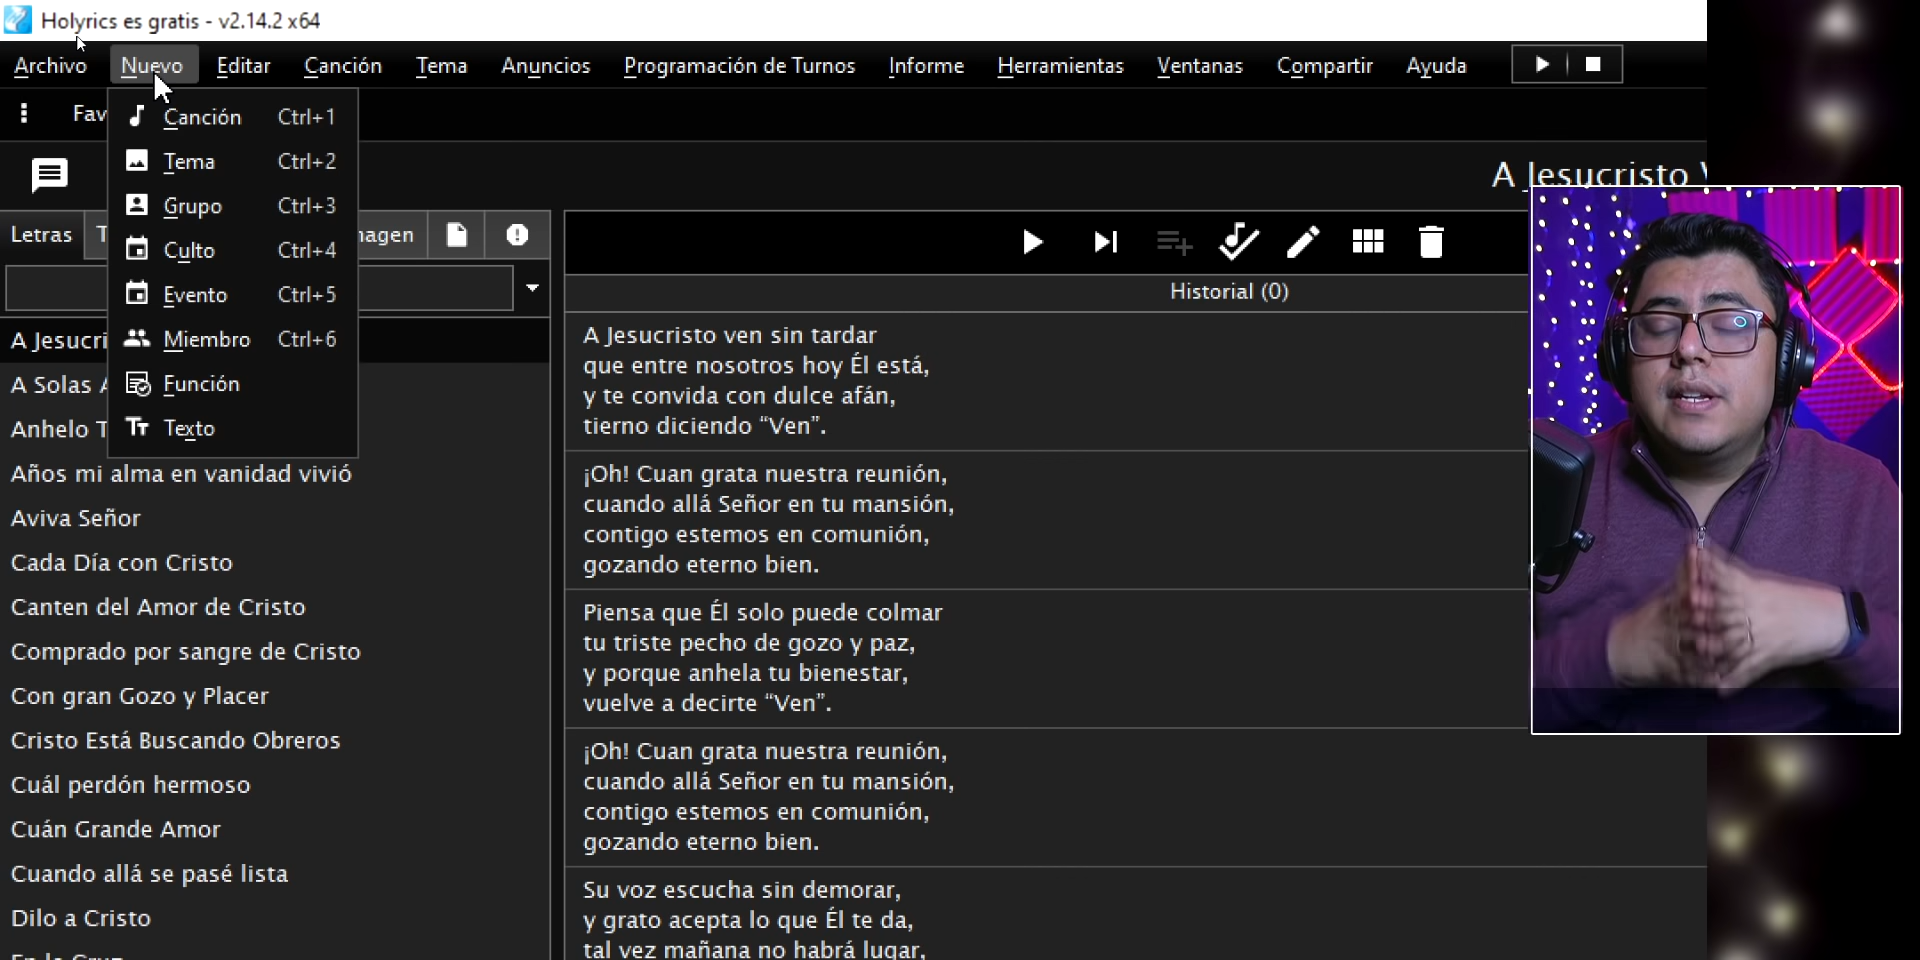 Holyrics es gratis - v2.14.2 x64
Archivo Nuevo Editar Canción Tema Anuncios Programación de Turnos Informe Herramientas Ventanas Compartir Ayuda
Fav
Canción Ctrl+1
Tema Ctrl+2
Grupo Ctrl+3
Culto Ctrl+4
Evento Ctrl+5
Miembro Ctrl+6
Función
Texto
A Jesucristo
Letras T magen
Historial (0)
A Jesucri
A Solas A
Anhelo T
Años mi alma en vanidad vivió
Aviva Señor
Cada Día con Cristo
Canten del Amor de Cristo
Comprado por sangre de Cristo
Con gran Gozo y Placer
Cristo Está Buscando Obreros
Cuál perdón hermoso
Cuán Grande Amor
Cuando allá se pasé lista
Dilo a Cristo
A Jesucristo ven sin tardar
que entre nosotros hoy Él está,
y te convida con dulce afán,
tierno diciendo “Ven”.
¡Oh! Cuan grata nuestra reunión,
cuando allá Señor en tu mansión,
contigo estemos en comunión,
gozando eterno bien.
Piensa que Él solo puede colmar
tu triste pecho de gozo y paz,
y porque anhela tu bienestar,
vuelve a decirte “Ven”.
¡Oh! Cuan grata nuestra reunión,
cuando allá Señor en tu mansión,
contigo estemos en comunión,
gozando eterno bien.
Su voz escucha sin demorar,
y grato acepta lo que Él te da,
tal vez mañana no habrá lugar,